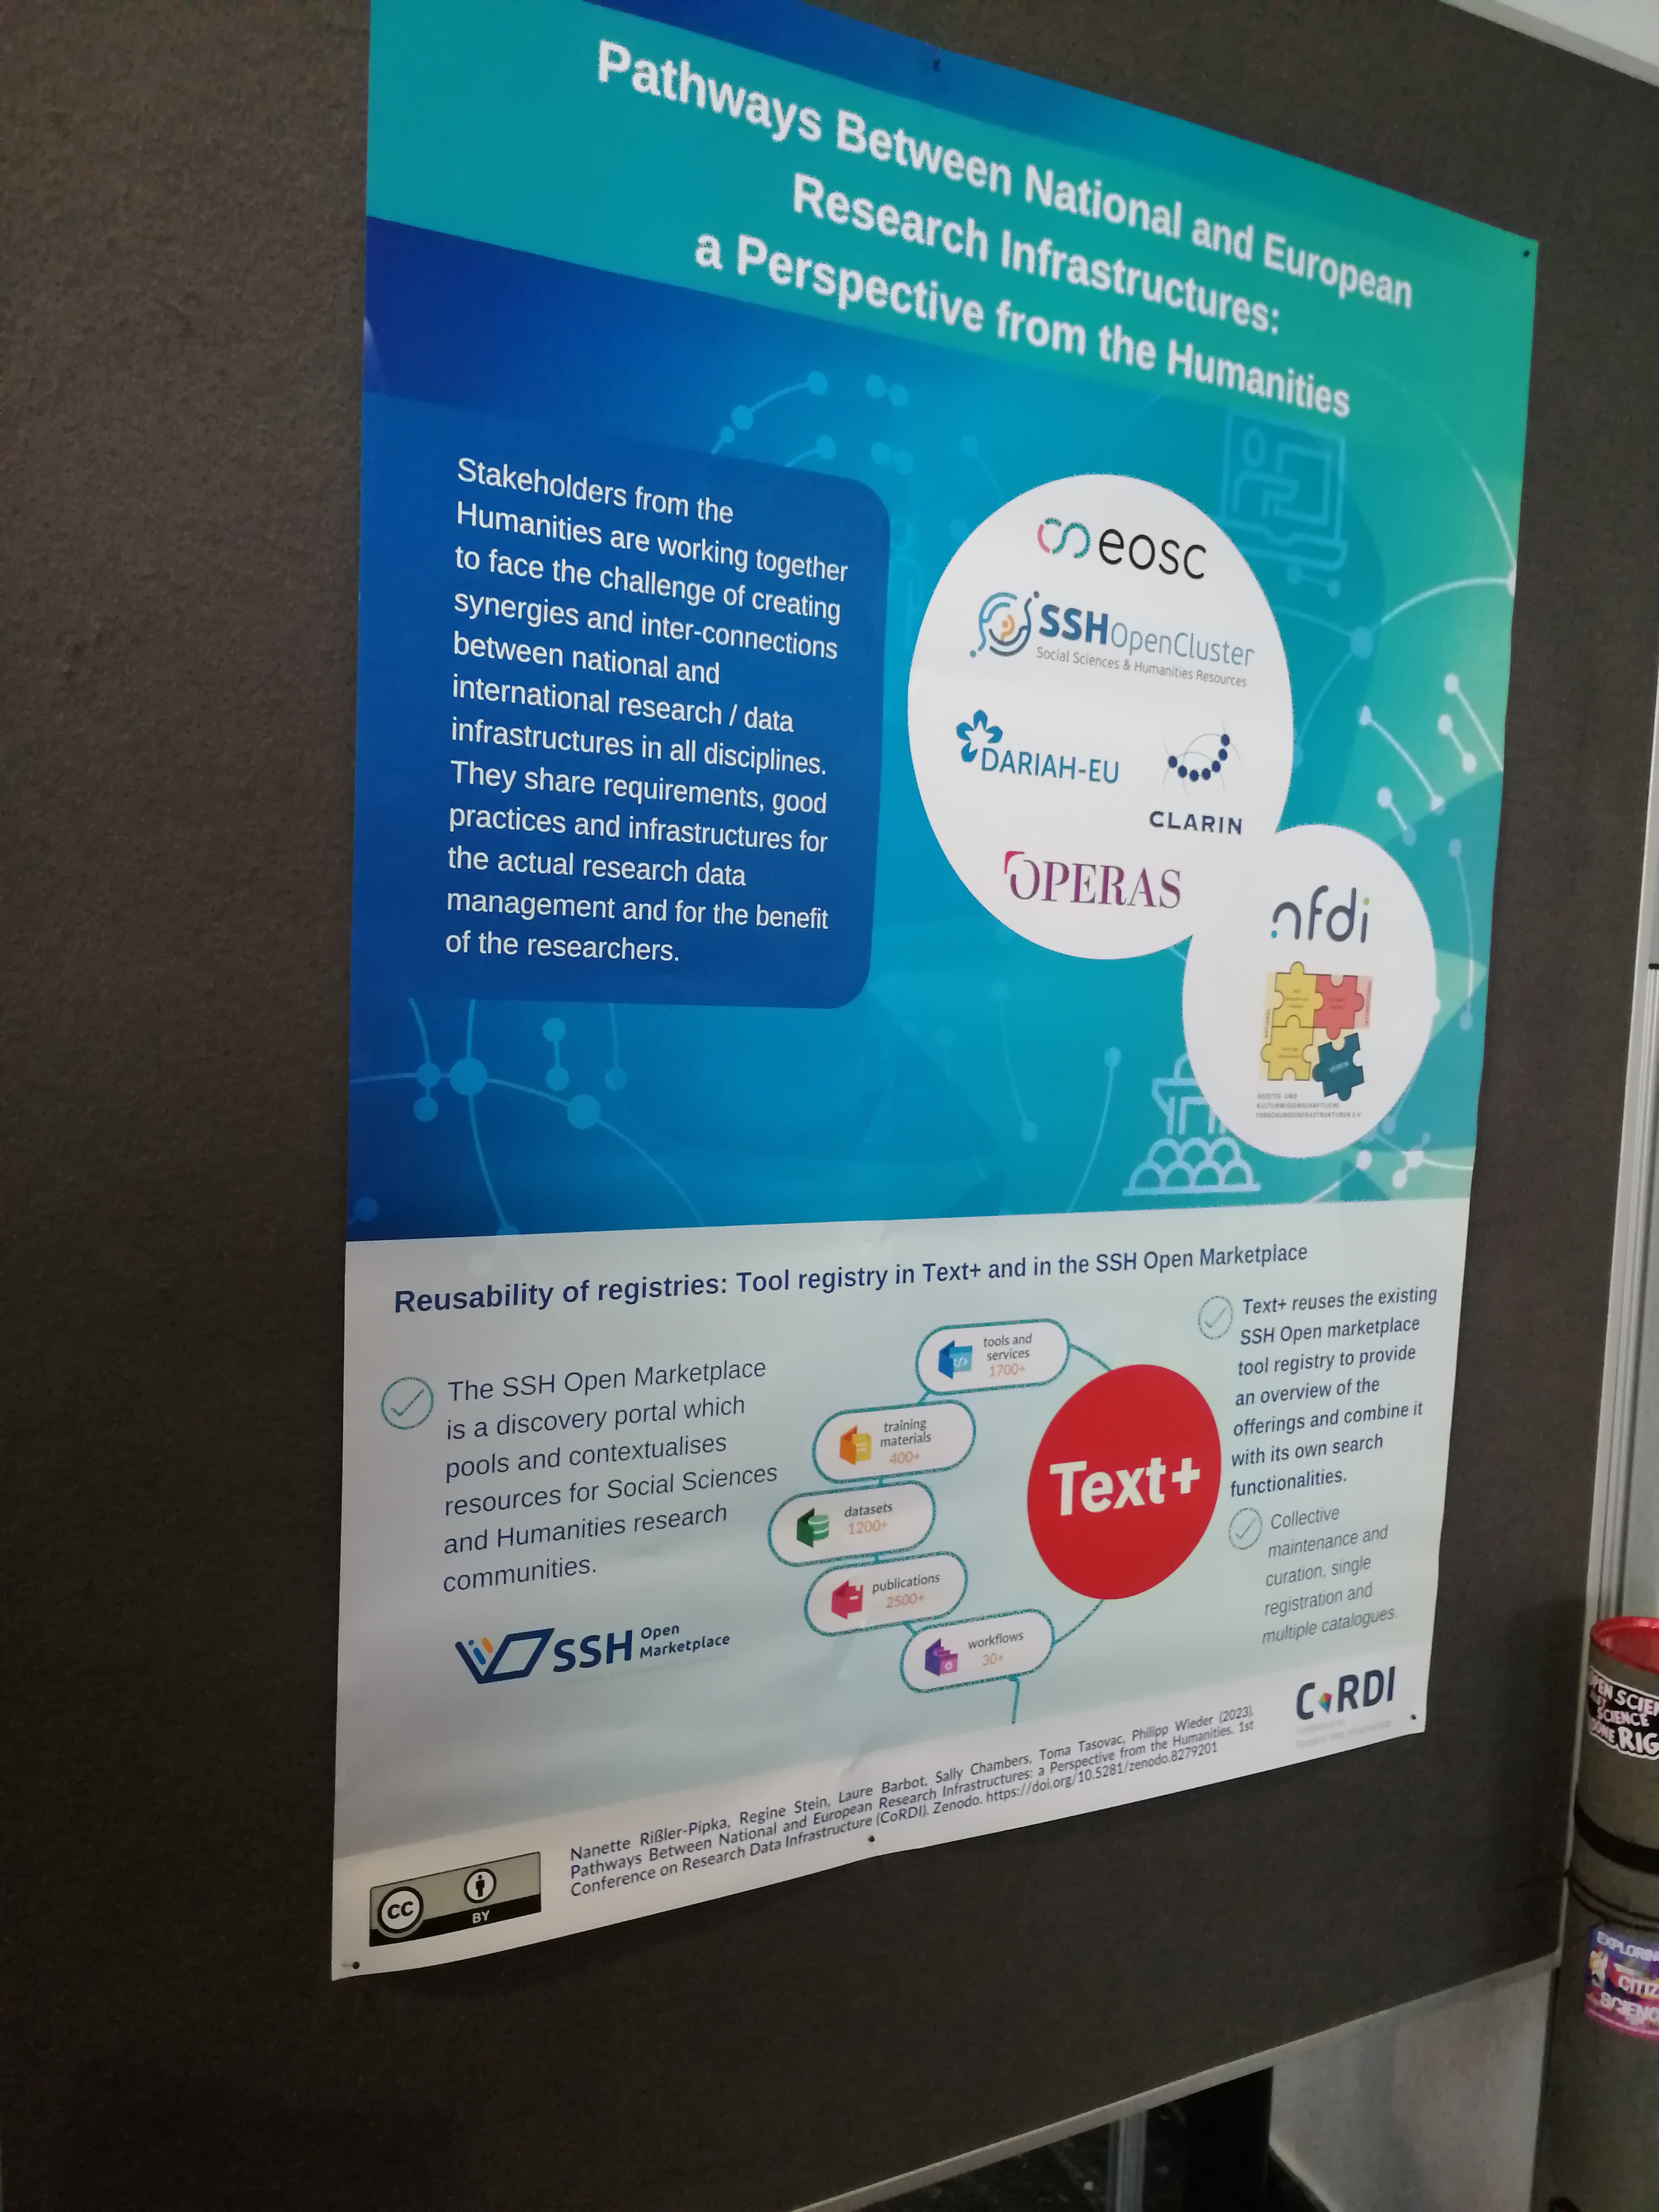 Pathways Between National and European
Research Infrastructures:
a Perspective from the Humanities
Stakeholders from the
Humanities are working together
to face the challenge of creating
synergies and inter-connections
between national and
international research / data
infrastructures in all disciplines.
They share requirements, good
practices and infrastructures for
the actual research data
management and for the benefit
of the researchers.
eosc
SSHOpenCluster
Social Sciences & Humanities Resources
DARIAH-EU
CLARIN
OPERAS
nfdi
GEISTES- UND
KULTURWISSENSCHAFTLICHE
FORSCHUNGSINFRASTRUKTUREN E.V.
Reusability of registries: Tool registry in Text+ and in the SSH Open Marketplace
The SSH Open Marketplace
is a discovery portal which
pools and contextualises
resources for Social Sciences
and Humanities research
communities.
SSH Open
Marketplace
tools and
services
1700+
training
materials
400+
datasets
1200+
publications
2500+
workflows
30+
Text+
Text+ reuses the existing
SSH Open marketplace
tool registry to provide
an overview of the
offerings and combine it
with its own search
functionalities.
Collective
maintenance and
curation, single
registration and
multiple catalogues.
CoRDI
Nanette Rißler-Pipka, Regine Stein, Laure Barbot, Sally Chambers, Toma Tasovac, Philipp Wieder (2023).
Pathways Between National and European Research Infrastructures: a Perspective from the Humanities. 1st
Conference on Research Data Infrastructure (CoRDI). Zenodo. https://doi.org/10.5281/zenodo.8279201
CC
BY
SCIENCE